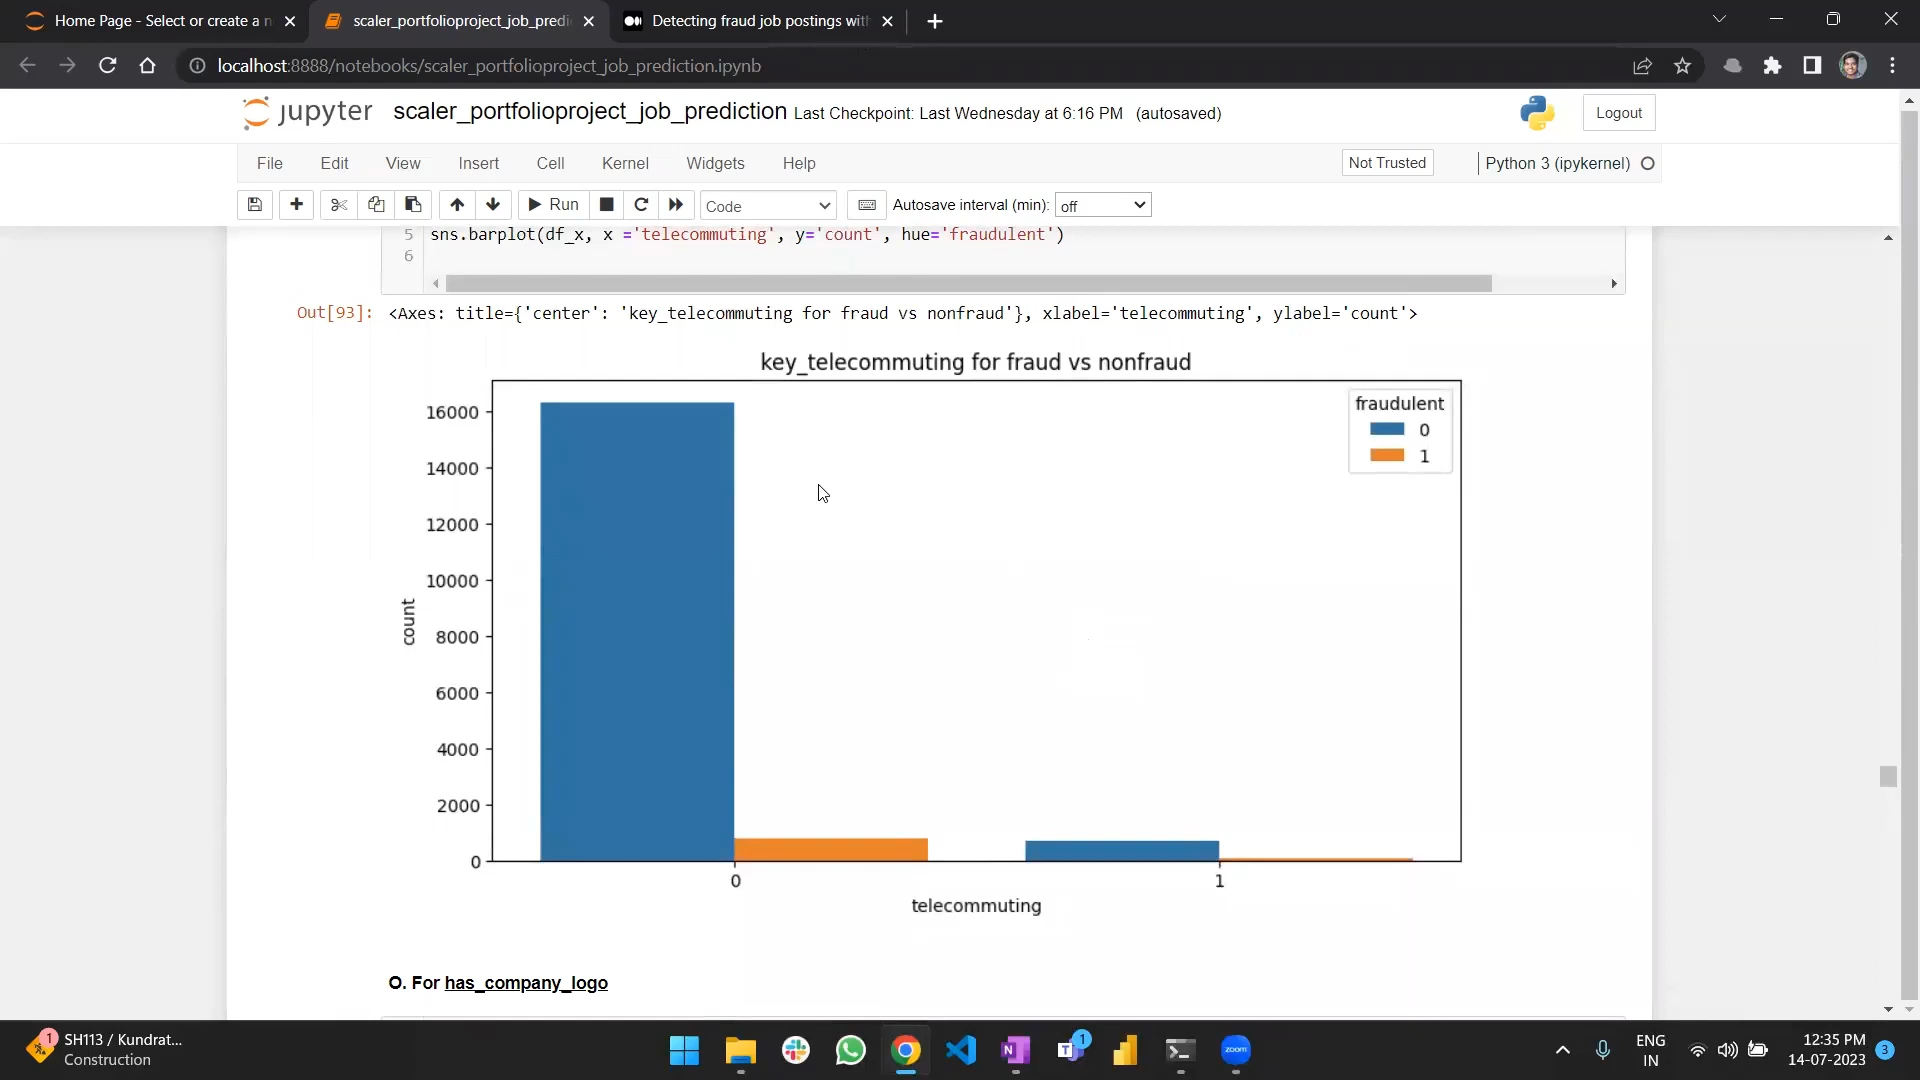 Home Page - Select or create a n
scaler_portfolioproject_job_predi
Detecting fraud job postings with
localhost:8888/notebooks/scaler_portfolioproject_job_prediction.ipynb
jupyter scaler_portfolioproject_job_prediction Last Checkpoint: Last Wednesday at 6:16 PM (autosaved)
Logout
File Edit View Insert Cell Kernel Widgets Help
Not Trusted
Python 3 (ipykernel)
Run
Code
Autosave interval (min): off
5 sns.barplot(df_x, x ='telecommuting', y='count', hue='fraudulent')
6
Out[93]: <Axes: title={'center': 'key_telecommuting for fraud vs nonfraud'}, xlabel='telecommuting', ylabel='count'>
key_telecommuting for fraud vs nonfraud
fraudulent
0
1
16000
14000
12000
10000
8000
6000
4000
2000
0
count
0
1
telecommuting
O. For has_company_logo
1
SH113 / Kundrat...
Construction
N
T
1
zoom
ENG
IN
12:35 PM
14-07-2023
3